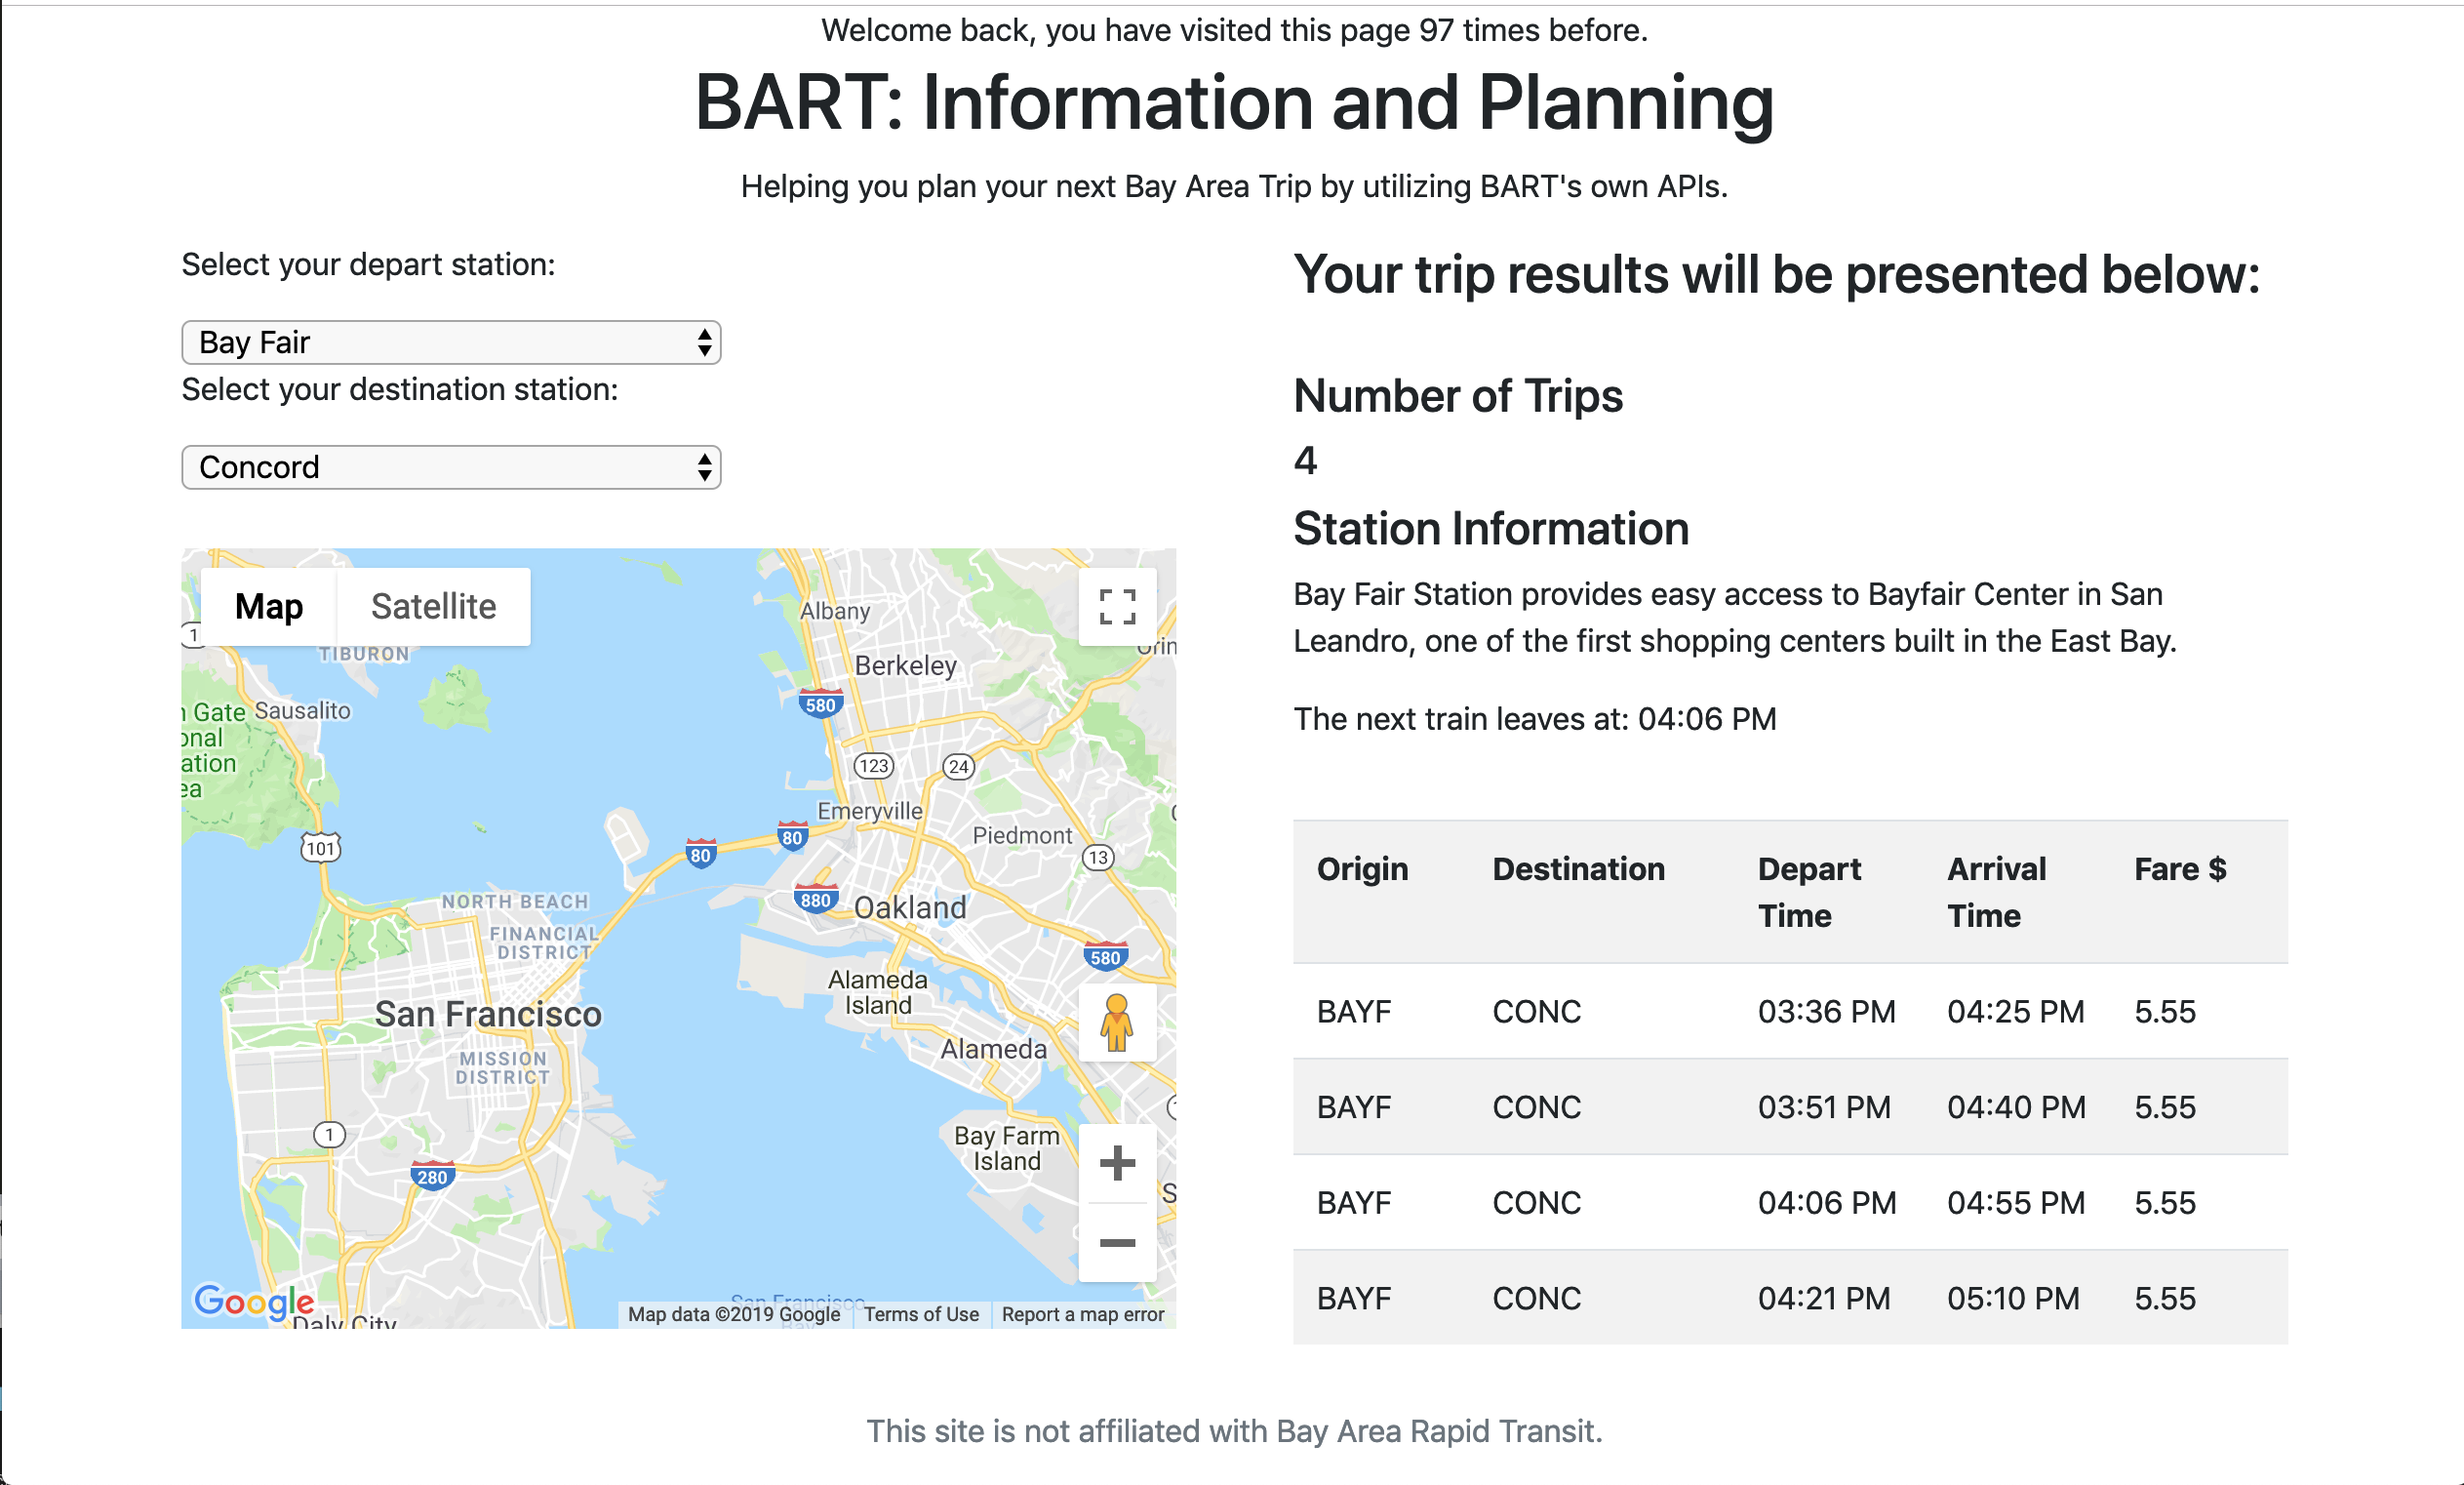 Welcome back, you have visited this page 97 times before.
BART: Information and Planning
Helping you plan your next Bay Area Trip by utilizing BART's own APIs.
Select your depart station:
Bay Fair
Select your destination station:
Concord
Map
Satellite
1
TIBURON
Albany
Berkeley
580
n Gate
onal
ation
ea
Sausalito
123
24
Emeryville
Piedmont
80
80
13
101
880
Oakland
NORTH BEACH
FINANCIAL
DISTRICT
580
Alameda
Island
San Francisco
Alameda
MISSION
DISTRICT
1
Bay Farm
Island
280
S
San Francisco
Bay
Google
Daly City
Map data ©2019 Google
Terms of Use
Report a map error
Your trip results will be presented below:
Number of Trips
4
Station Information
Bay Fair Station provides easy access to Bayfair Center in San
Leandro, one of the first shopping centers built in the East Bay.
The next train leaves at: 04:06 PM
Origin Destination Depart Time Arrival Time Fare $
BAYF CONC 03:36 PM 04:25 PM 5.55
BAYF CONC 03:51 PM 04:40 PM 5.55
BAYF CONC 04:06 PM 04:55 PM 5.55
BAYF CONC 04:21 PM 05:10 PM 5.55
This site is not affiliated with Bay Area Rapid Transit.